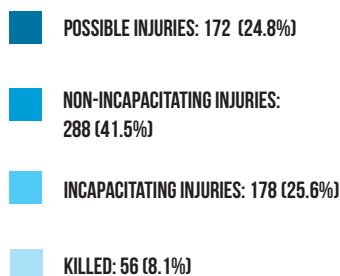 POSSIBLE INJURIES: 172 (24.8%)
NON-INCAPACITATING INJURIES:
288 (41.5%)
INCAPACITATING INJURIES: 178 (25.6%)
KILLED: 56 (8.1%)